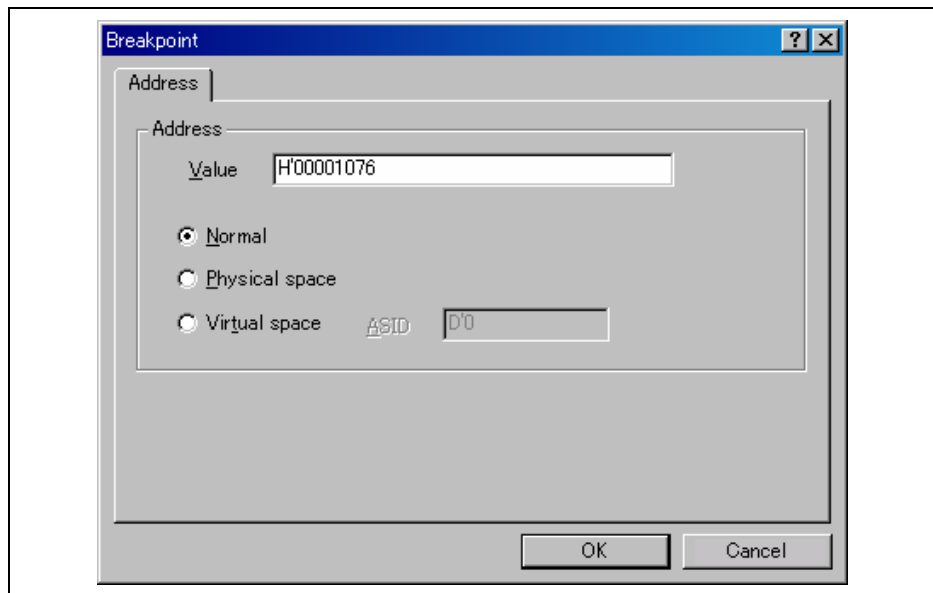 Breakpoint
Address
Address
Value H'00001076
Normal
Physical space
Virtual space ASID D'0
OK Cancel